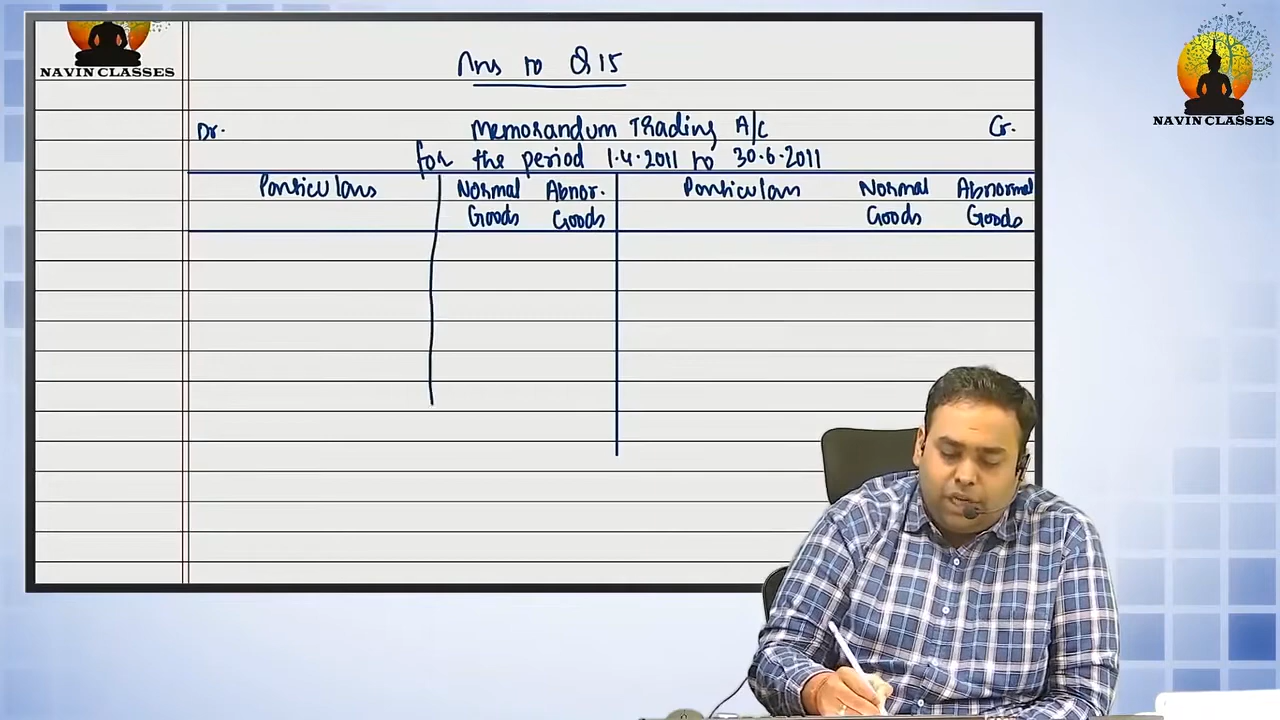 NAVIN CLASSES
NAVIN CLASSES
Ans to Q15
Dr. Memorandum Trading A/c Cr.
for the period 1.4.2011 to 30.6.2011
Particulars Normal Goods Abnor. Goods Particulars Normal Goods Abnormal Goods